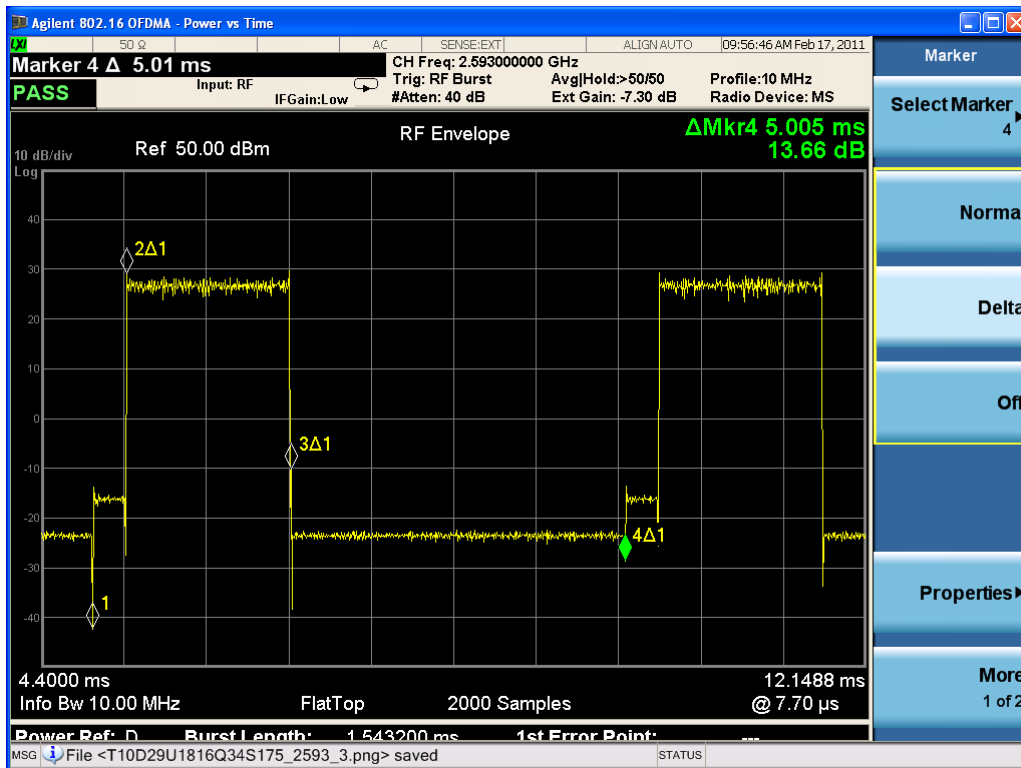 Agilent 802.16 OFDMA - Power vs Time
LXI 50 Ω AC SENSE:EXT ALIGN AUTO 09:56:46 AM Feb 17, 2011
Marker 4 Δ 5.01 ms
PASS
Input: RF
IFGain:Low
CH Freq: 2.593000000 GHz
Trig: RF Burst Avg|Hold:>50/50 Profile:10 MHz
#Atten: 40 dB Ext Gain: -7.30 dB Radio Device: MS
RF Envelope
ΔMkr4 5.005 ms
13.66 dB
10 dB/div Ref 50.00 dBm
Log
40
30
20
10
0
-10
-20
-30
-40
2Δ1
3Δ1
4Δ1
1
4.4000 ms 12.1488 ms
Info Bw 10.00 MHz FlatTop 2000 Samples @ 7.70 µs
Power Ref: D Burst Length: 1.543200 ms 1st Error Point: ---
MSG File <T10D29U1816Q34S175_2593_3.png> saved STATUS
Marker
Select Marker
4
Norma
Delta
Off
Properties
More
1 of 2